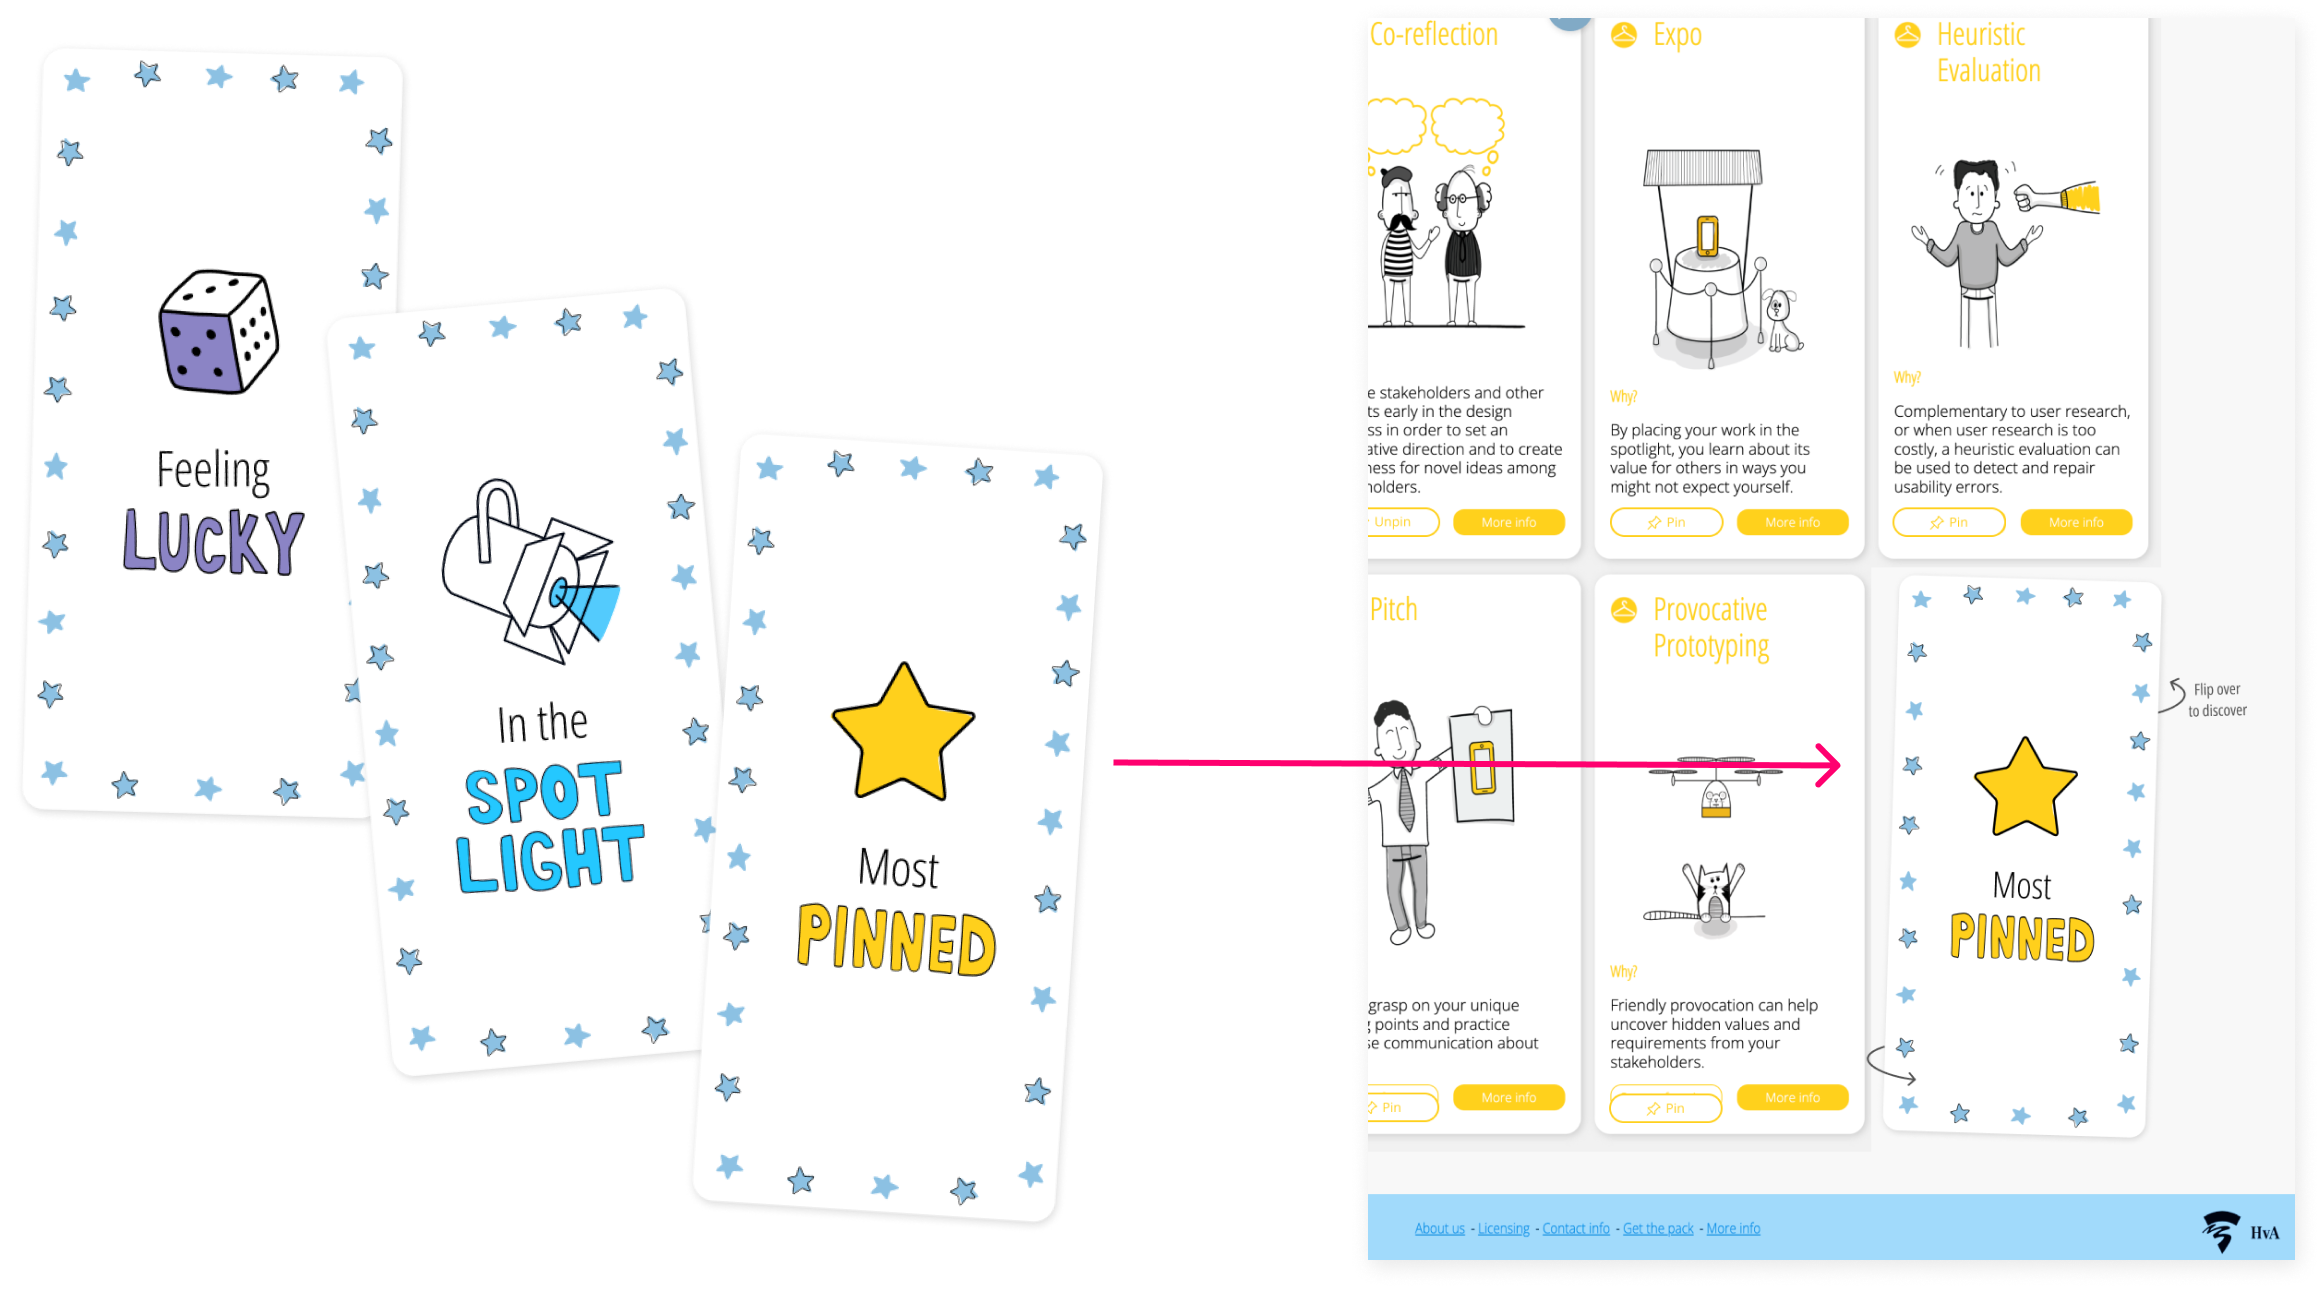 Feeling
LUCKY
In the
SPOT
LIGHT
Most
PINNED
Co-reflection
e stakeholders and other
ts early in the design
ss in order to set an
ative direction and to create
ness for novel ideas among
holders.
Unpin
More info
Expo
Why?
By placing your work in the
spotlight, you learn about its
value for others in ways you
might not expect yourself.
Pin
More info
Heuristic
Evaluation
Why?
Complementary to user research,
or when user research is too
costly, a heuristic evaluation can
be used to detect and repair
usability errors.
Pin
More info
Pitch
grasp on your unique
g points and practice
se communication about
Pin
More info
Provocative
Prototyping
Why?
Friendly provocation can help
uncover hidden values and
requirements from your
stakeholders.
Pin
More info
Most
PINNED
Flip over
to discover
About us - Licensing - Contact info - Get the pack - More info
HvA